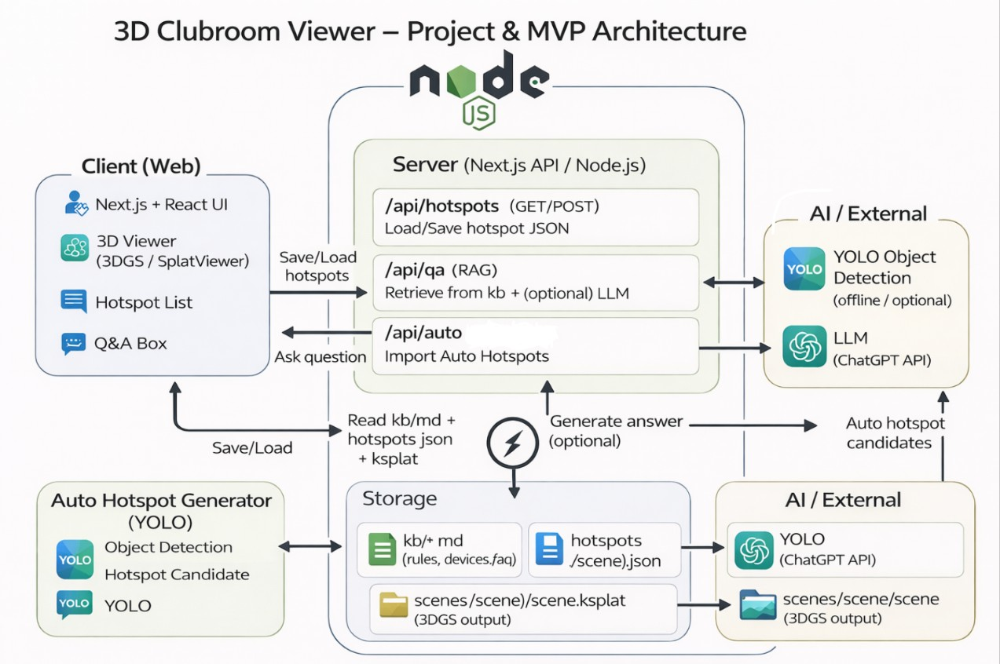 3D Clubroom Viewer – Project & MVP Architecture
node
JS
Client (Web)
Next.js + React UI
3D Viewer
(3DGS / SplatViewer)
Hotspot List
Q&A Box
Save/Load
hotspots
Ask question
Server (Next.js API / Node.js)
/api/hotspots (GET/POST)
Load/Save hotspot JSON
/api/qa (RAG)
Retrieve from kb + (optional) LLM
/api/auto
Import Auto Hotspots
AI / External
YOLO
YOLO Object
Detection
(offline / optional)
LLM
(ChatGPT API)
Save/Load
Read kb/md +
hotspots json
+ ksplat
Generate answer
(optional)
Auto hotspot
candidates
Auto Hotspot Generator
(YOLO)
YOLO
Object Detection
Hotspot Candidate
YOLO
YOLO
Storage
kb/+ md
(rules, devices.faq)
hotspots
./scene).json
scenes/scene)/scene.ksplat
(3DGS output)
AI / External
YOLO
(ChatGPT API)
scenes/scene/scene
(3DGS output)